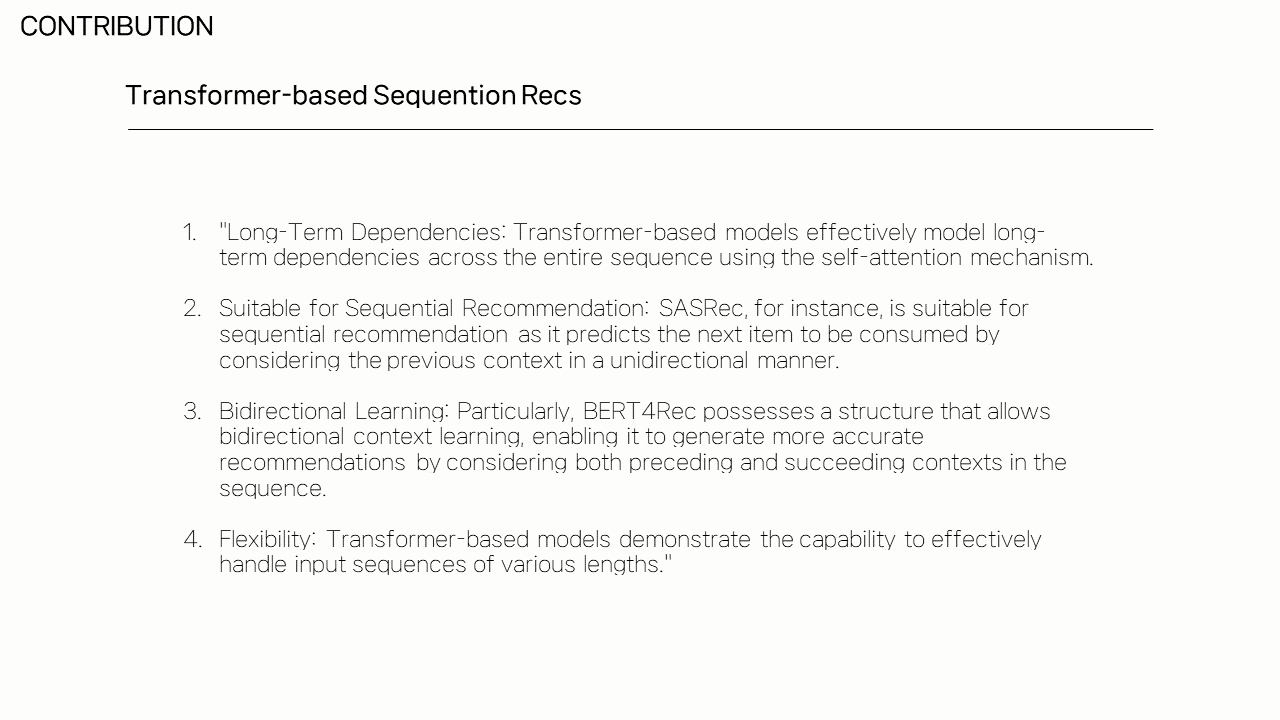 CONTRIBUTION
Transformer-based Sequention Recs
1. "Long-Term Dependencies: Transformer-based models effectively model long-
term dependencies across the entire sequence using the self-attention mechanism.
2. Suitable for Sequential Recommendation: SASRec, for instance, is suitable for
sequential recommendation as it predicts the next item to be consumed by
considering the previous context in a unidirectional manner.
3. Bidirectional Learning: Particularly, BERT4Rec possesses a structure that allows
bidirectional context learning, enabling it to generate more accurate
recommendations by considering both preceding and succeeding contexts in the
sequence.
4. Flexibility: Transformer-based models demonstrate the capability to effectively
handle input sequences of various lengths."